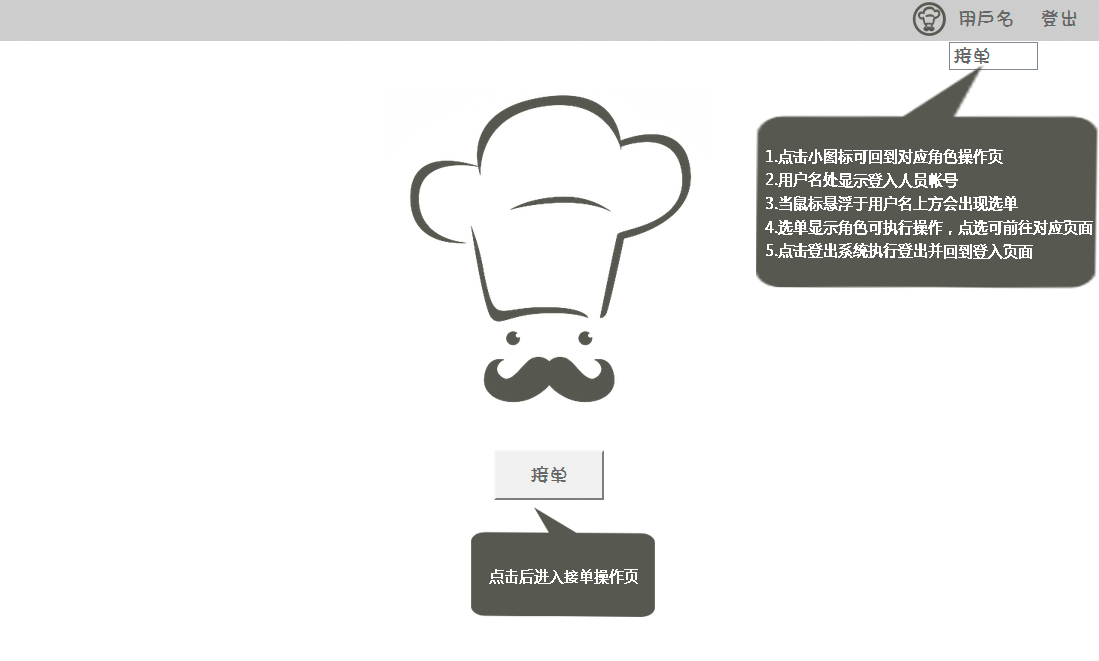 用戶名 登出
接单
1.点击小图标可回到对应角色操作页
2.用户名处显示登入人员帐号
3.当鼠标悬浮于用户名上方会出现选单
4.选单显示角色可执行操作，点选可前往对应页面
5.点击登出系统执行登出并回到登入页面
接单
点击后进入接单操作页